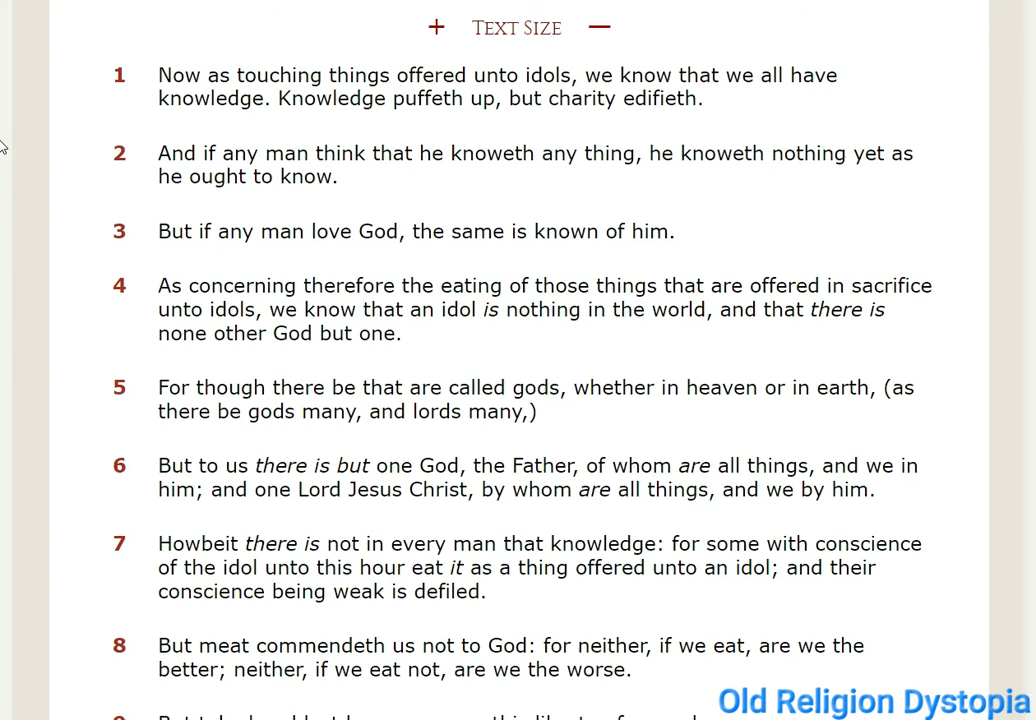 + TEXT SIZE −
1 Now as touching things offered unto idols, we know that we all have
knowledge. Knowledge puffeth up, but charity edifieth.
2 And if any man think that he knoweth any thing, he knoweth nothing yet as
he ought to know.
3 But if any man love God, the same is known of him.
4 As concerning therefore the eating of those things that are offered in sacrifice
unto idols, we know that an idol is nothing in the world, and that there is
none other God but one.
5 For though there be that are called gods, whether in heaven or in earth, (as
there be gods many, and lords many,)
6 But to us there is but one God, the Father, of whom are all things, and we in
him; and one Lord Jesus Christ, by whom are all things, and we by him.
7 Howbeit there is not in every man that knowledge: for some with conscience
of the idol unto this hour eat it as a thing offered unto an idol; and their
conscience being weak is defiled.
8 But meat commendeth us not to God: for neither, if we eat, are we the
better; neither, if we eat not, are we the worse.
Old Religion Dystopia